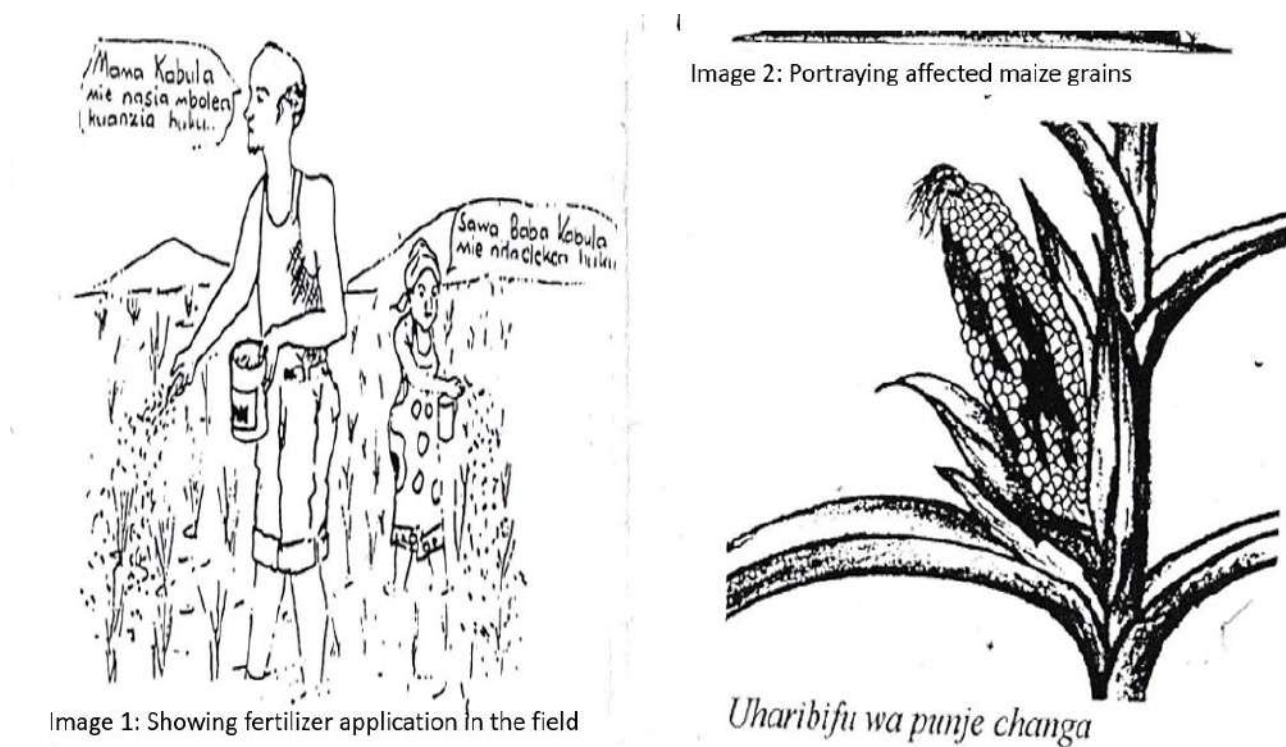 Mama Kabula
mie nasia mbolea
kuanzia huku..
Sawa Baba Kabula
mie huku
Image 1: Showing fertilizer application in the field
Image 2: Portraying affected maize grains
Uharibifu wa punje changa